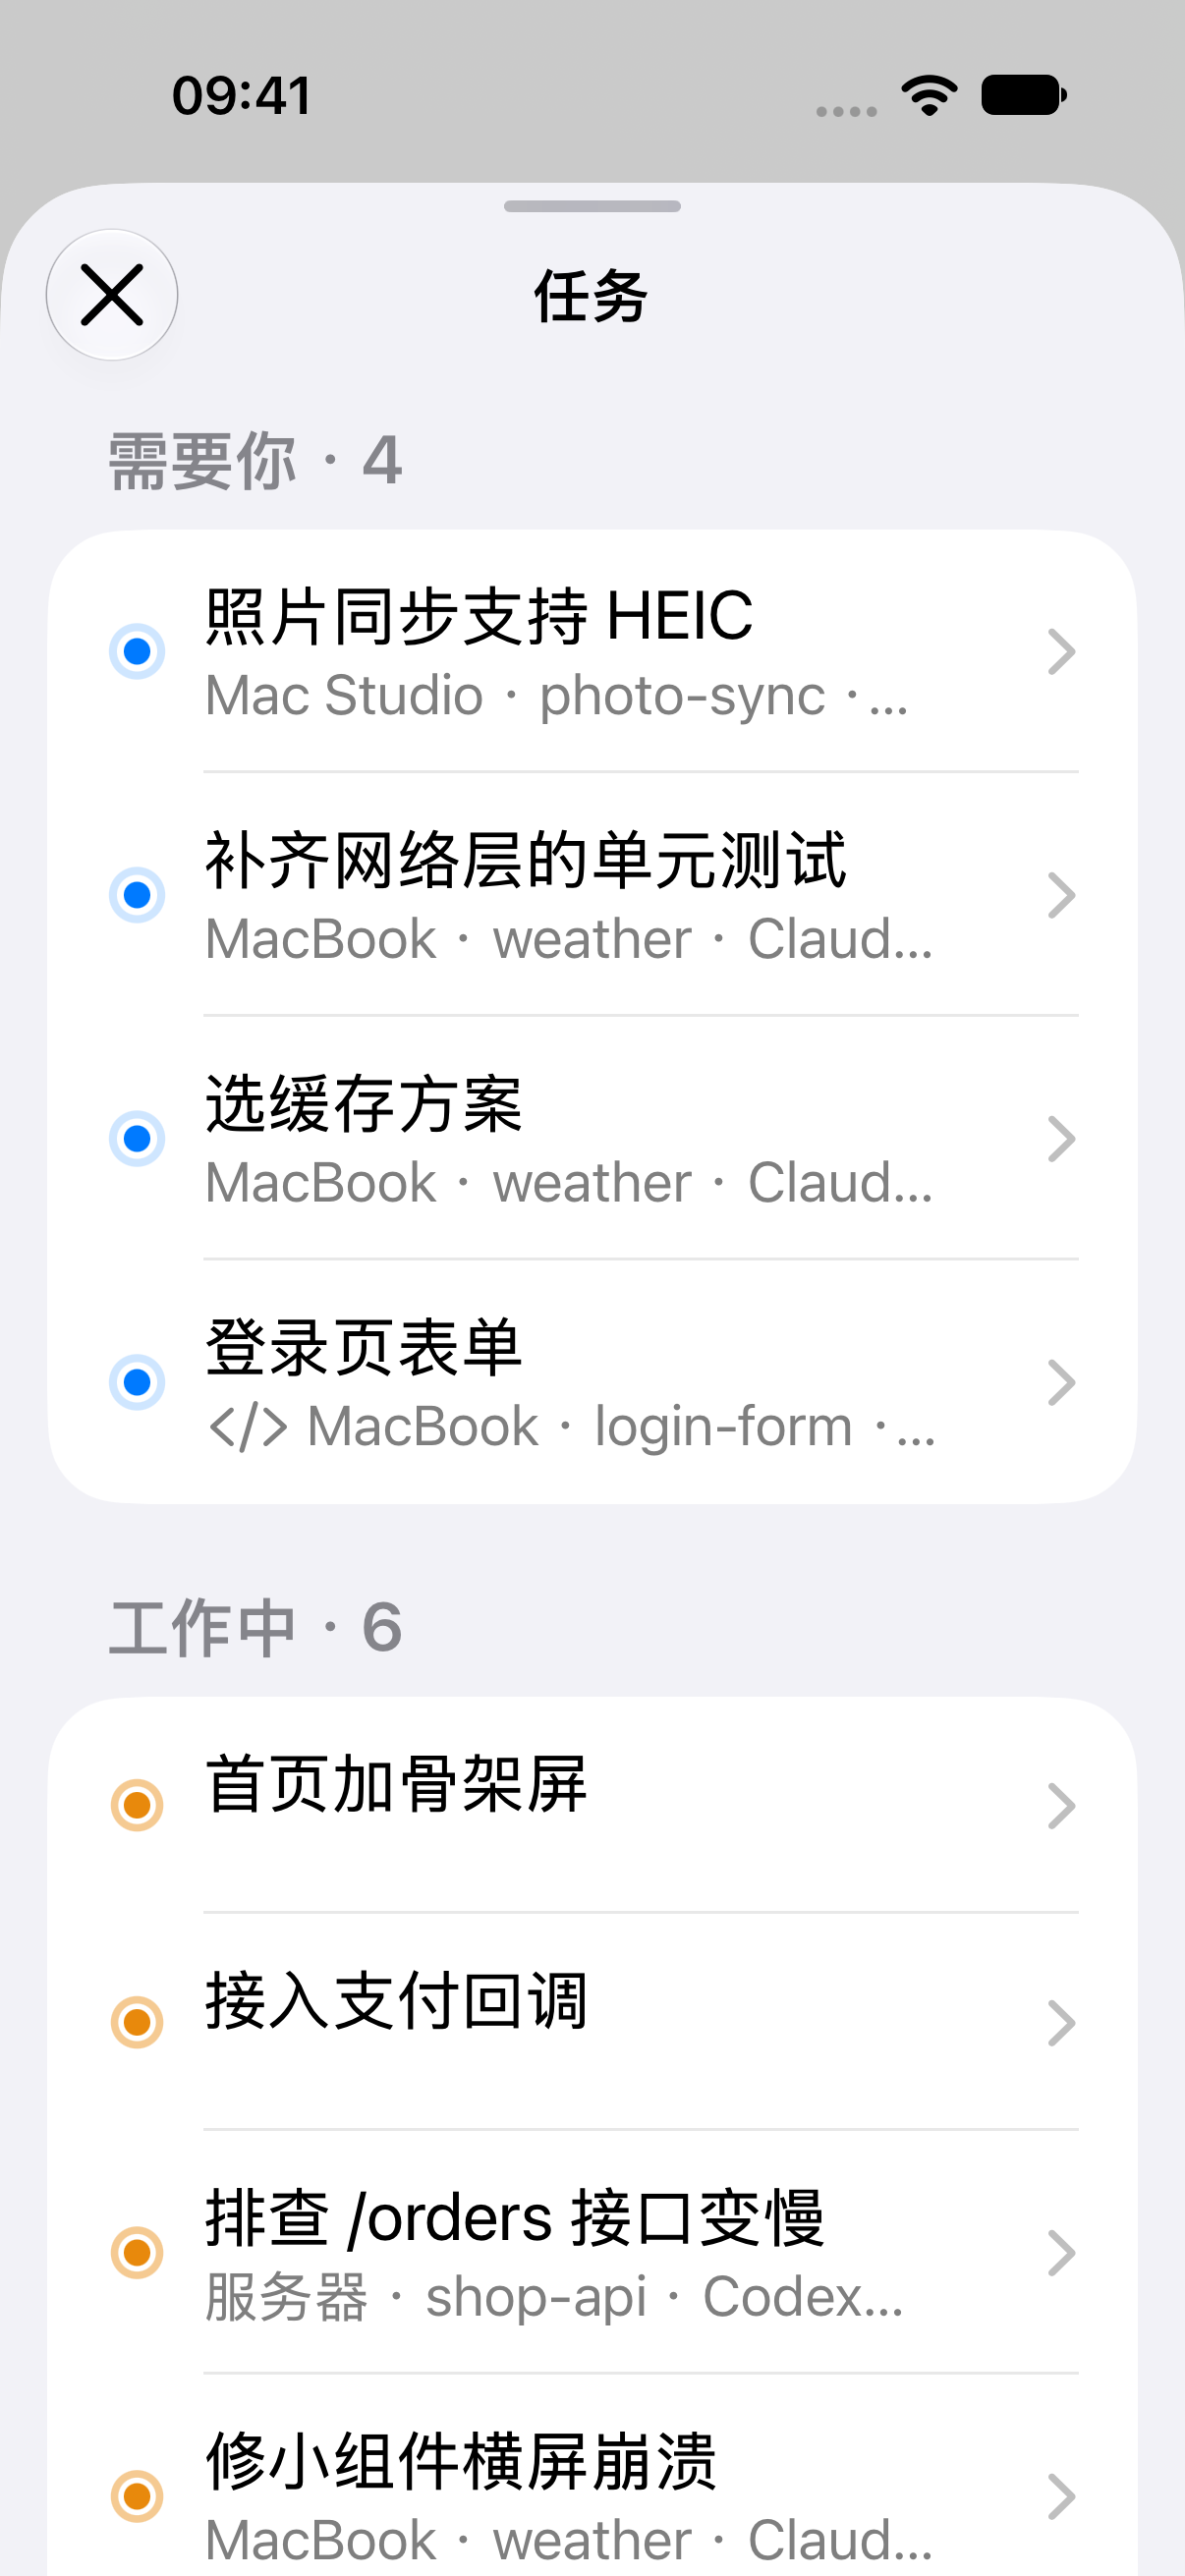 09:41
任务
需要你 · 4
照片同步支持 HEIC
Mac Studio · photo-sync ·...
补齐网络层的单元测试
MacBook · weather · Claud...
选缓存方案
MacBook · weather · Claud...
登录页表单
</> MacBook · login-form ·...
工作中 · 6
首页加骨架屏
接入支付回调
排查 /orders 接口变慢
服务器 · shop-api · Codex...
修小组件横屏崩溃
MacBook · weather · Claud...